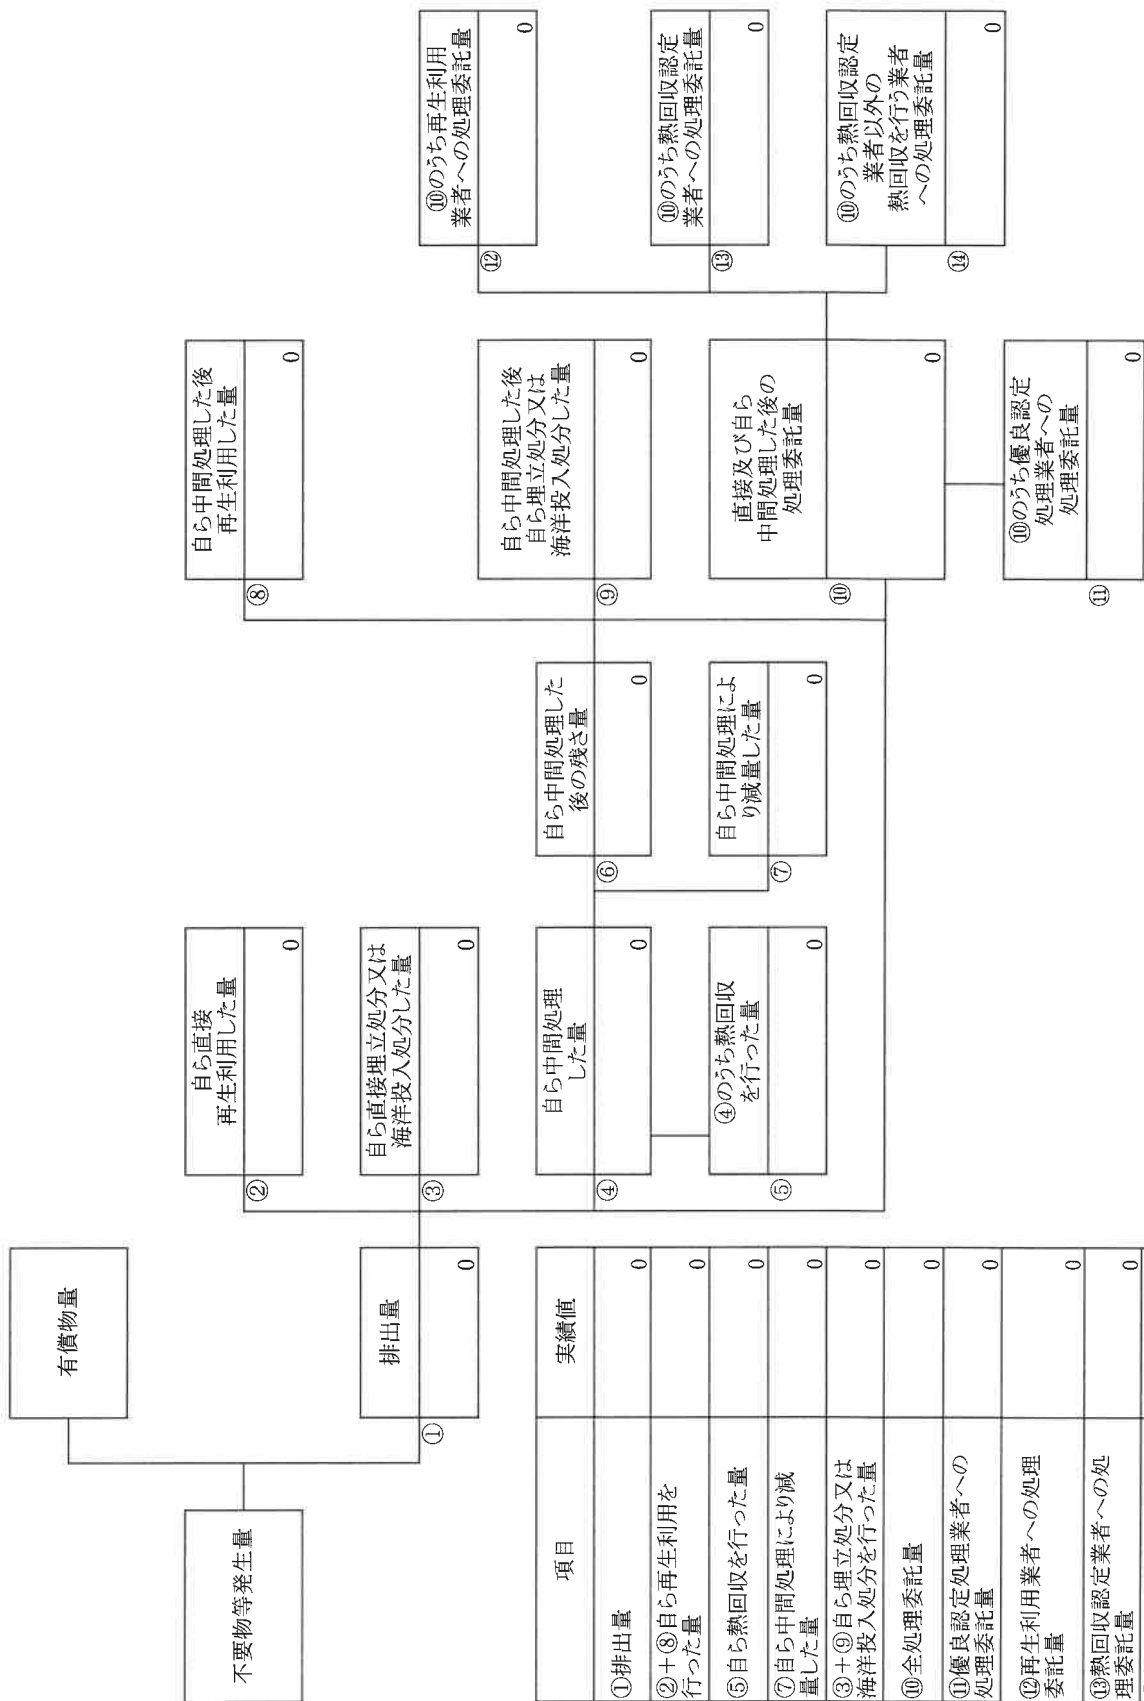 不要物等発生量
有償物量
排出量
①
0
自ら直接
再生利用した量
②
0
自ら直接埋立処分又は
海洋投入処分した量
③
0
自ら中間処理
した量
④
0
④のうち熱回収
を行った量
⑤
0
自ら中間処理した
後の残さ量
⑥
0
自ら中間処理によ
り減量した量
⑦
0
自ら中間処理した後
再生利用した量
⑧
0
自ら中間処理した後
自ら埋立処分又は
海洋投入処分した量
⑨
0
直接及び自ら
中間処理した後の
処理委託量
⑩
0
⑩のうち優良認定
処理業者への
処理委託量
⑪
0
⑩のうち再生利用
業者への処理委託量
⑫
0
⑩のうち熱回収認定
業者への処理委託量
⑬
0
⑩のうち熱回収認定
業者以外の
熱回収を行う業者
への処理委託量
⑭
0
項目 実績値
①排出量 0
②+⑧自ら再生利用を
行った量 0
⑤自ら熱回収を行った量 0
⑦自ら中間処理により減
量した量 0
③+⑨自ら埋立処分又は
海洋投入処分を行った量 0
⑩全処理委託量 0
⑪優良認定処理業者への
処理委託量 0
⑫再生利用業者への処理
委託量 0
⑬熱回収認定業者への処
理委託量 0